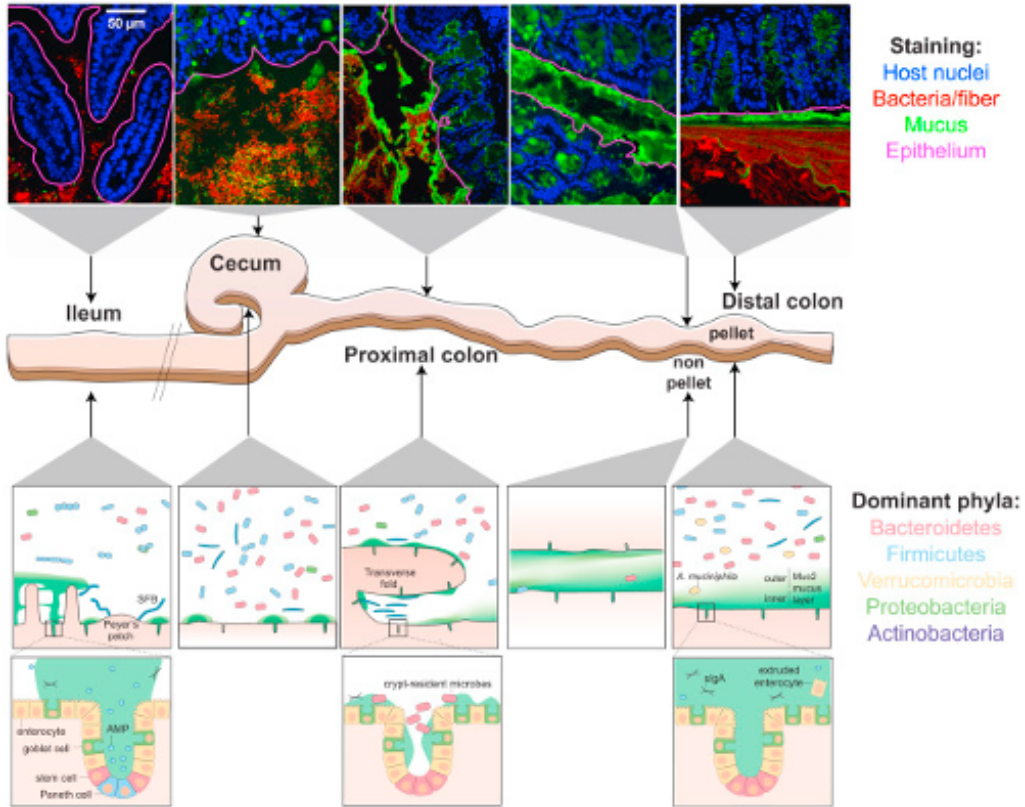 50 µm
Staining:
Host nuclei
Bacteria/fiber
Mucus
Epithelium
Cecum
Ileum
Distal colon
pellet
Proximal colon
non
pellet
Dominant phyla:
Bacteroidetes
Firmicutes
Verrucomicrobia
Proteobacteria
Actinobacteria
SFB
Peyer's
patch
Transverse
fold
A. muciniphila
outer
inner
Muc2
mucus
layer
AMP
enterocyte
goblet cell
stem cell
Paneth cell
crypt-resident microbes
sIgA
extruded
enterocyte